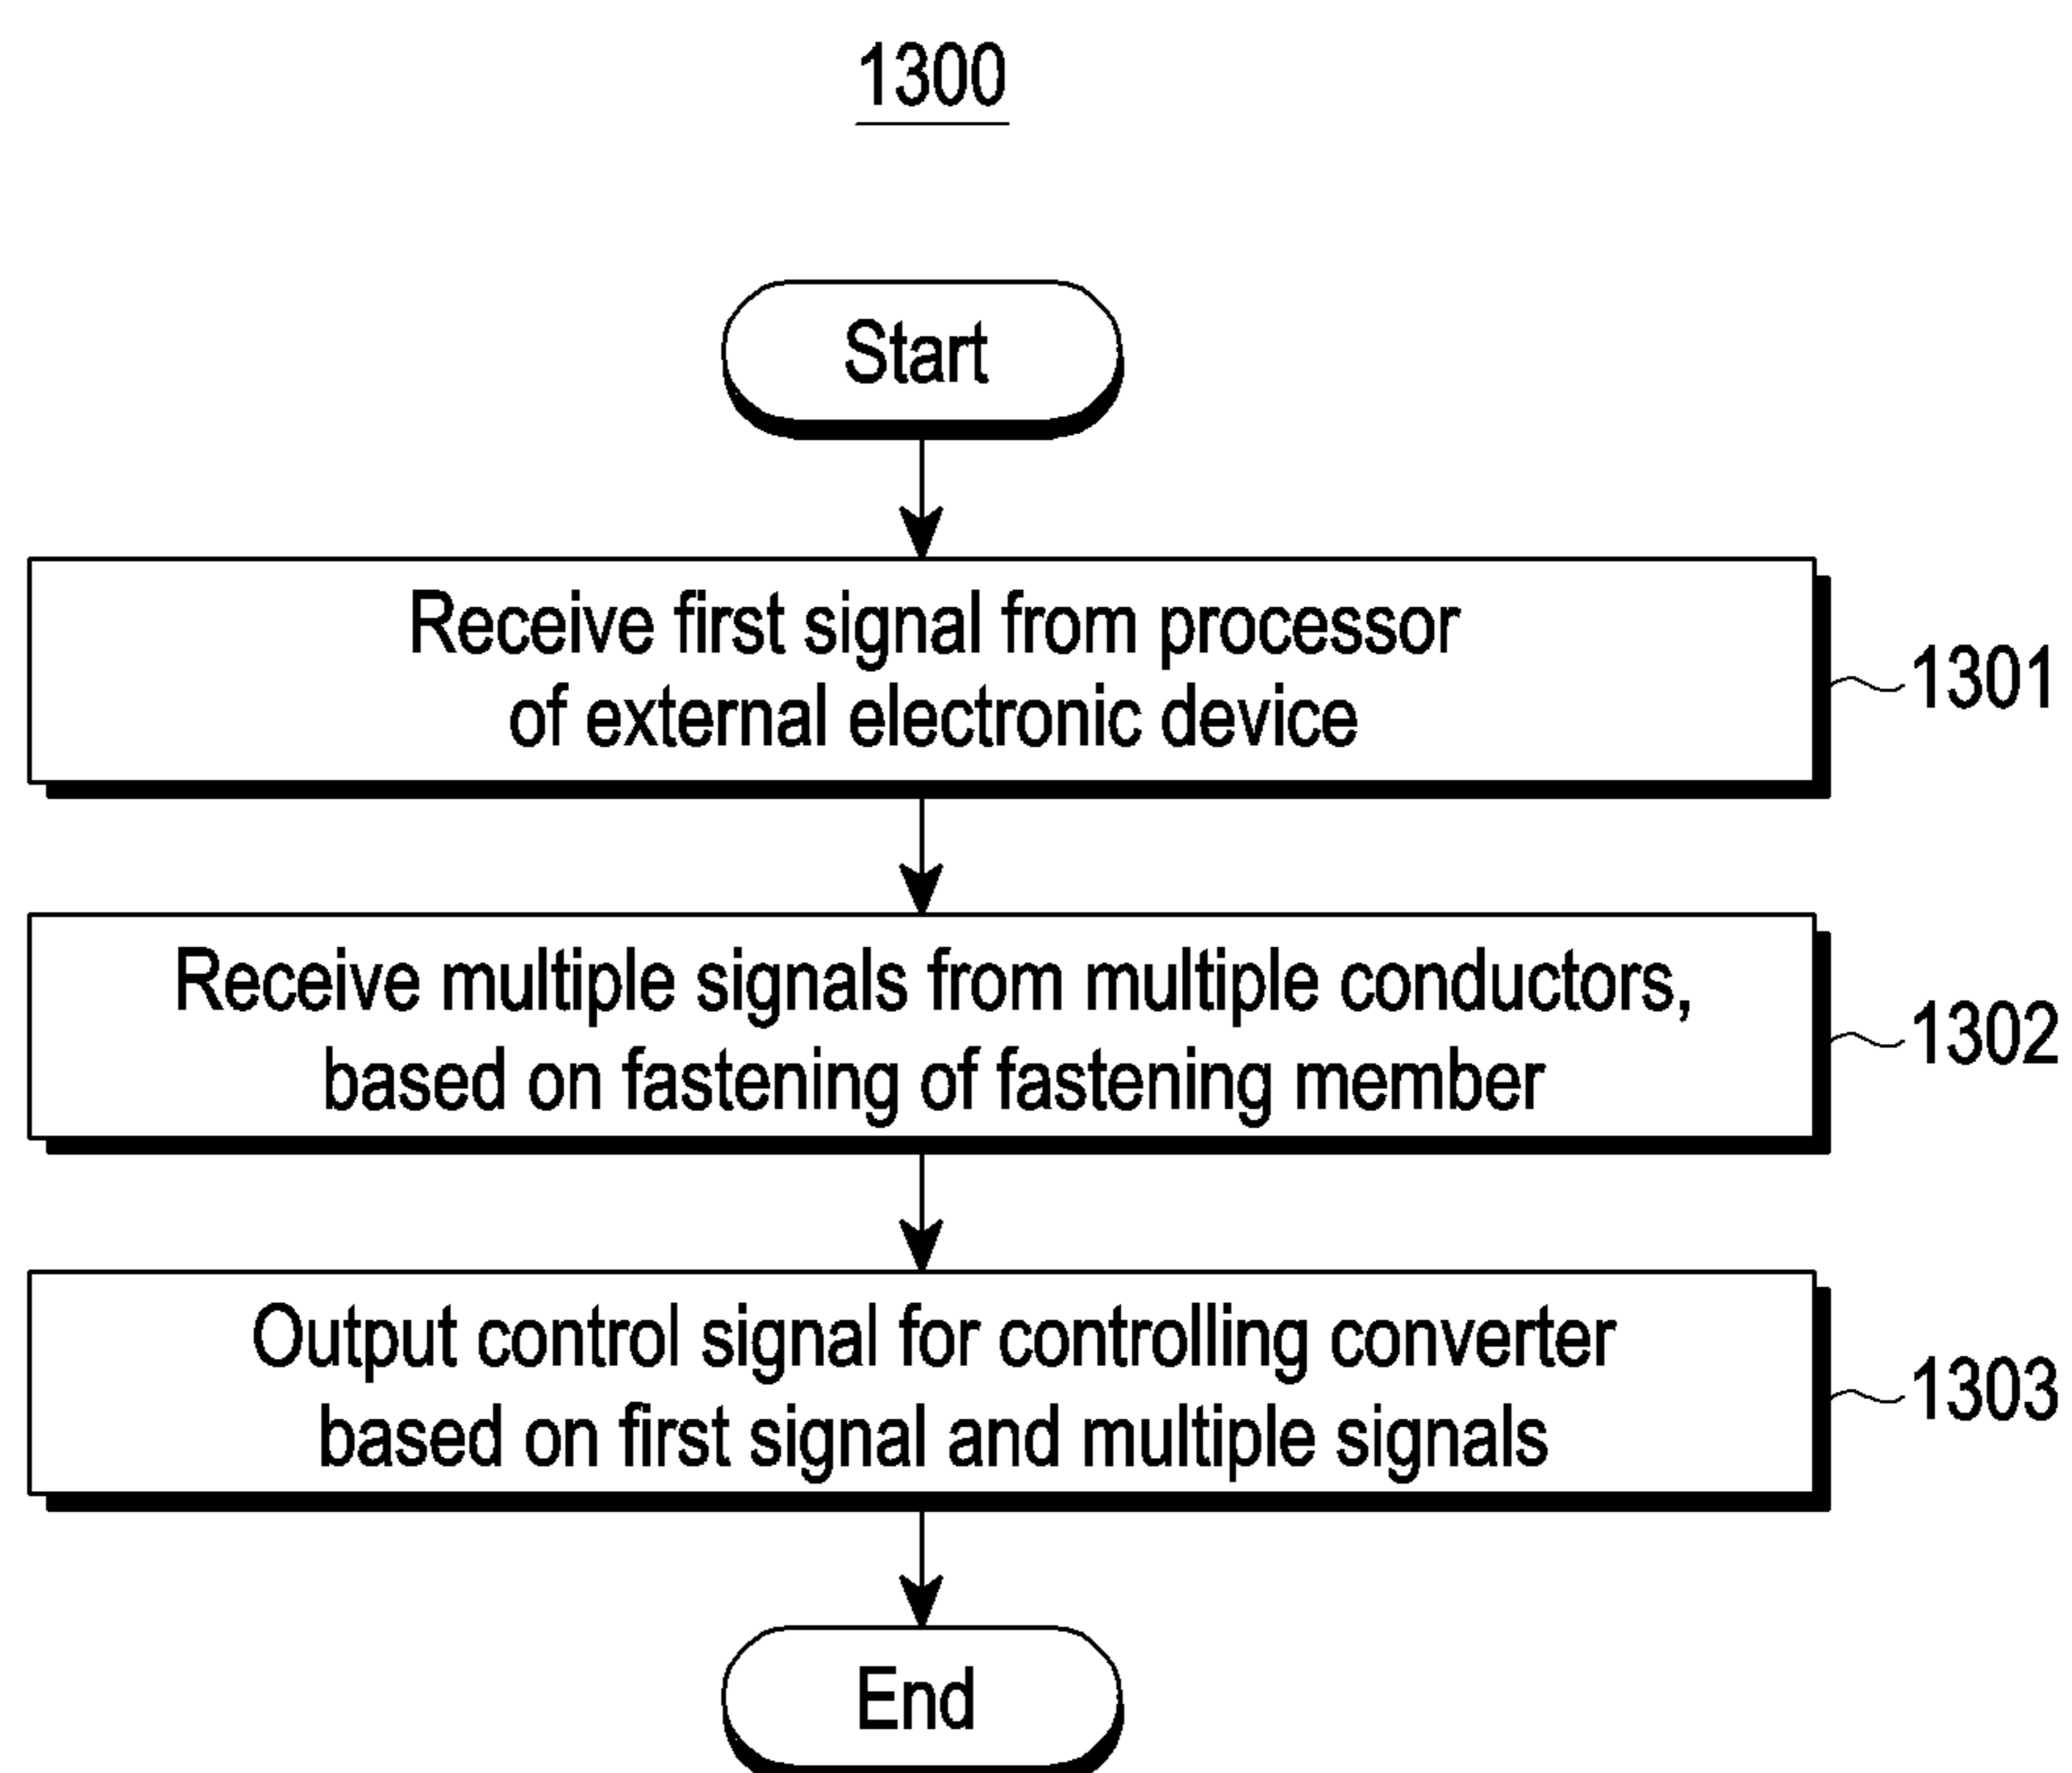 1300
Start
Receive first signal from processor
of external electronic device
1301
Receive multiple signals from multiple conductors,
based on fastening of fastening member
1302
Output control signal for controlling converter
based on first signal and multiple signals
1303
End